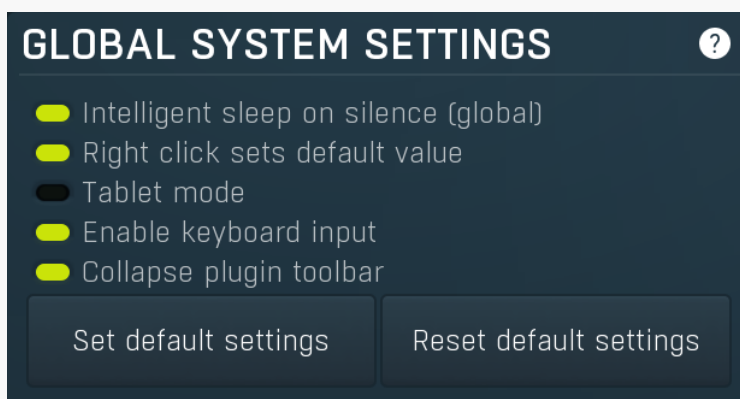 GLOBAL SYSTEM SETTINGS ?
Intelligent sleep on silence (global)
Right click sets default value
Tablet mode
Enable keyboard input
Collapse plugin toolbar
Set default settings Reset default settings